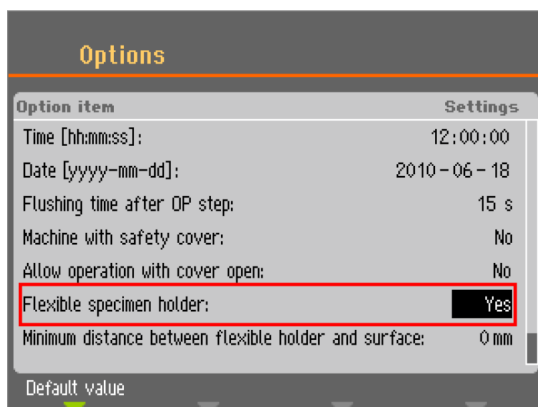 Options
Option item Settings
Time [hh:mm:ss]: 12:00:00
Date [yyyy-mm-dd]: 2010-06-18
Flushing time after OP step: 15 s
Machine with safety cover: No
Allow operation with cover open: No
Flexible specimen holder: Yes
Minimum distance between flexible holder and surface: 0 mm
Default value